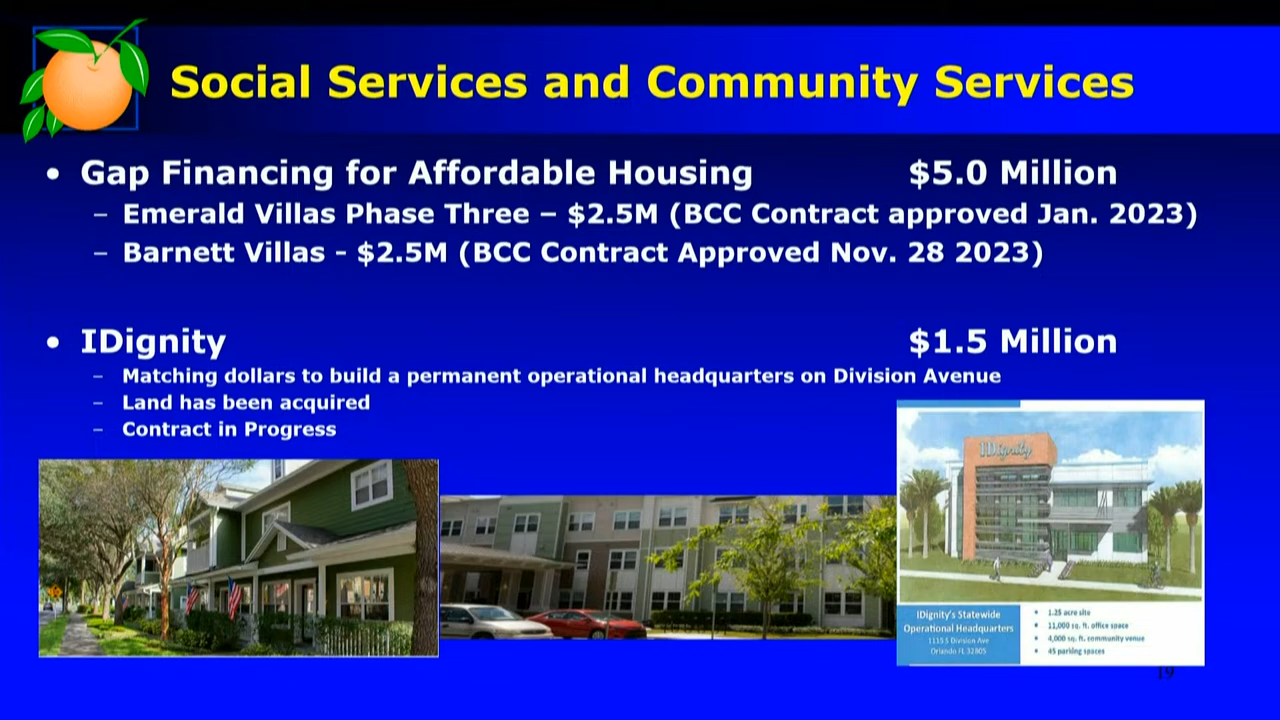 Social Services and Community Services
• Gap Financing for Affordable Housing $5.0 Million
– Emerald Villas Phase Three – $2.5M (BCC Contract approved Jan. 2023)
– Barnett Villas - $2.5M (BCC Contract Approved Nov. 28 2023)
• IDignity $1.5 Million
– Matching dollars to build a permanent operational headquarters on Division Avenue
– Land has been acquired
– Contract in Progress
IDignity
IDignity's Statewide
Operational Headquarters
1115 S Division Ave
Orlando FL 32805
• 1.25 acre site
• 11,000 sq. ft. office space
• 4,000 sq. ft. community venue
• 45 parking spaces
19